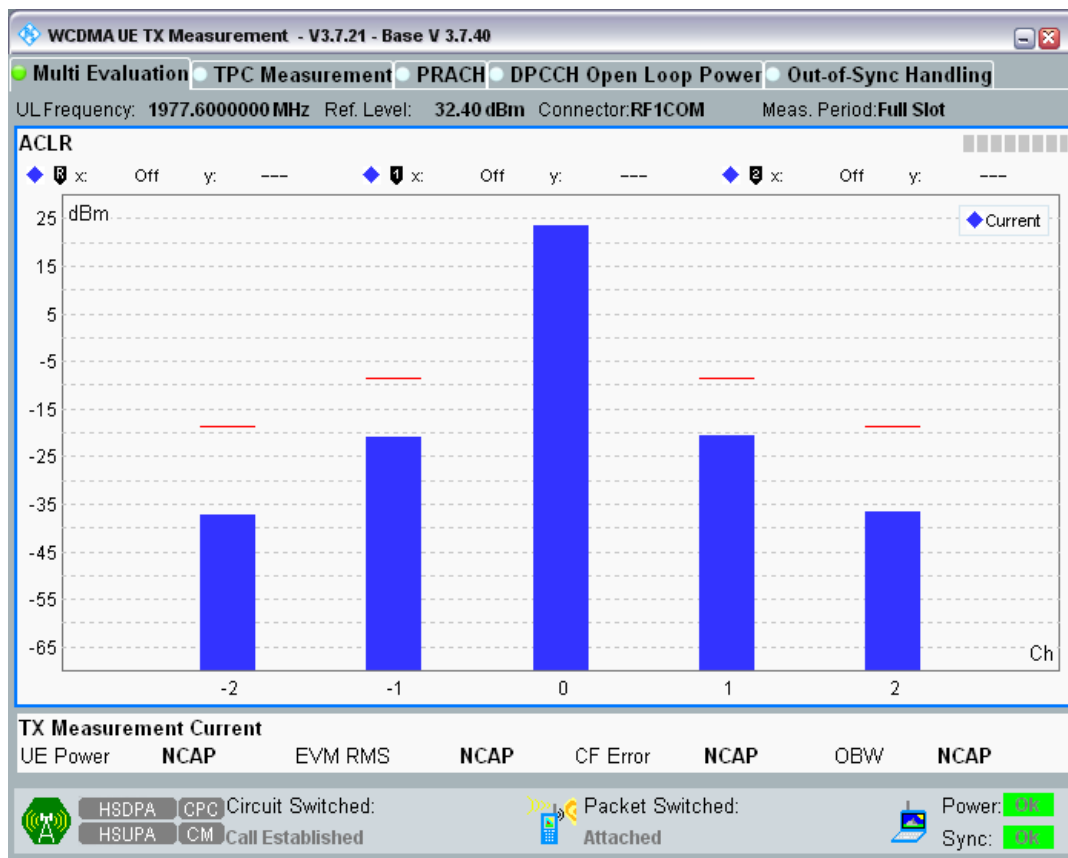 WCDMA UE TX Measurement - V3.7.21 - Base V 3.7.40
Multi Evaluation TPC Measurement PRACH DPCCH Open Loop Power Out-of-Sync Handling
UL Frequency: 1977.6000000 MHz Ref. Level: 32.40 dBm Connector:RF1COM Meas. Period:Full Slot
ACLR
R x: Off y: --- 1 x: Off y: --- 2 x: Off y: ---
dBm
Current
25
15
5
-5
-15
-25
-35
-45
-55
-65
Ch
-2 -1 0 1 2
TX Measurement Current
UE Power NCAP EVM RMS NCAP CF Error NCAP OBW NCAP
HSDPA CPC Circuit Switched: Packet Switched: Power: OK
HSUPA CM Call Established Attached Sync: OK